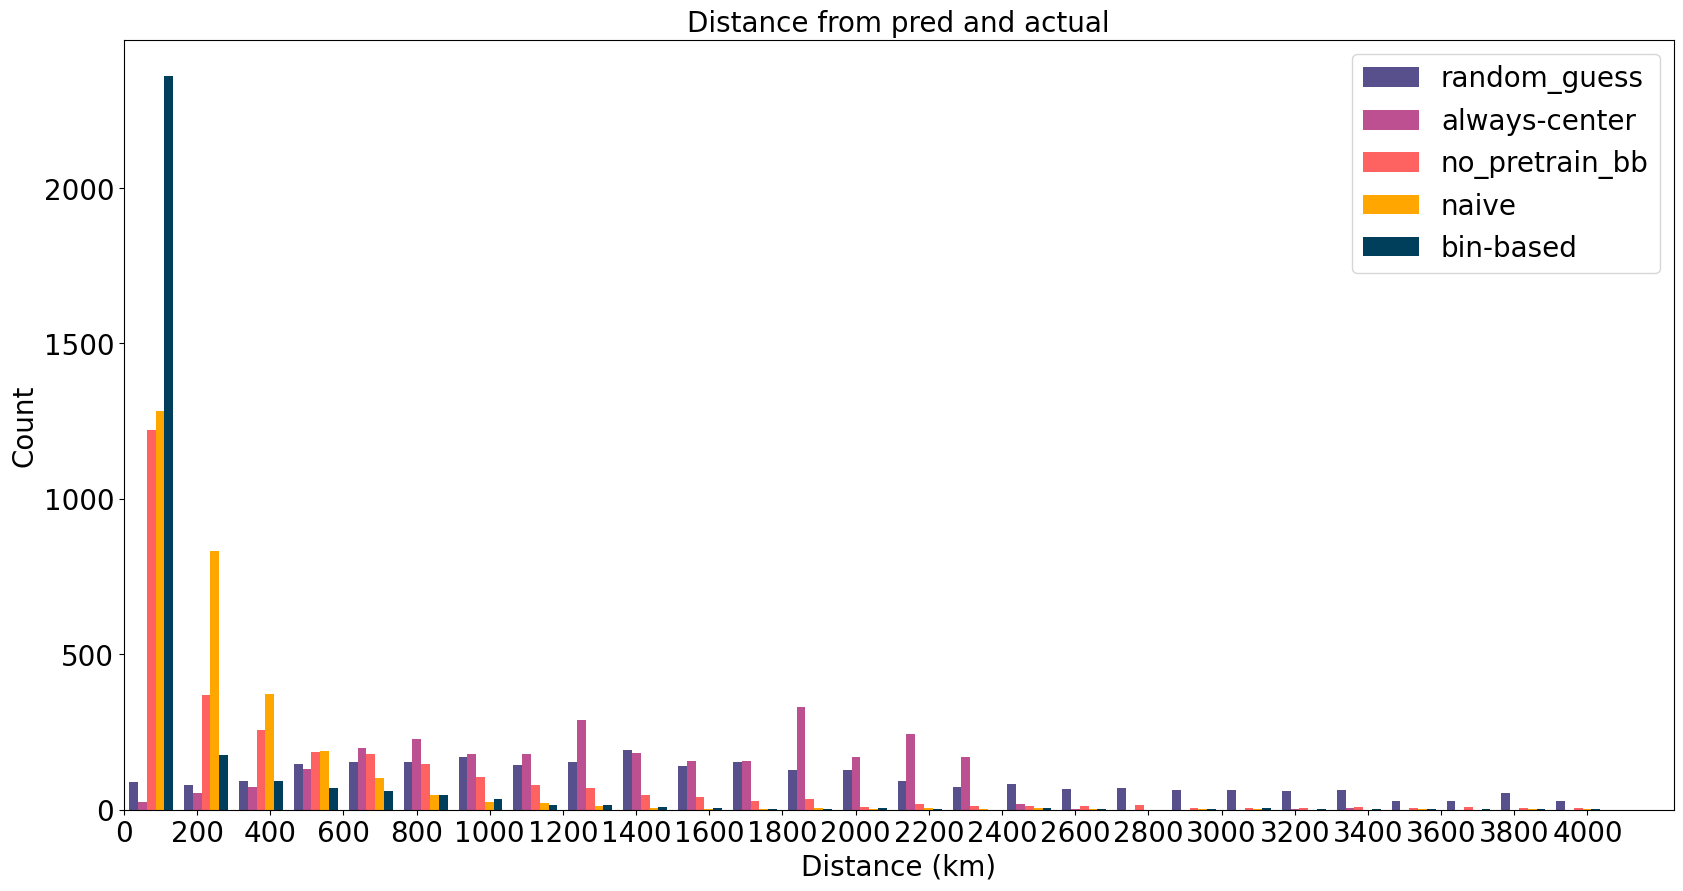 Distance from pred and actual
random_guess
always-center
no_pretrain_bb
naive
bin-based
2000
1500
1000
500
0
Count
0 200 400 600 800 1000 1200 1400 1600 1800 2000 2200 2400 2600 2800 3000 3200 3400 3600 3800 4000
Distance (km)